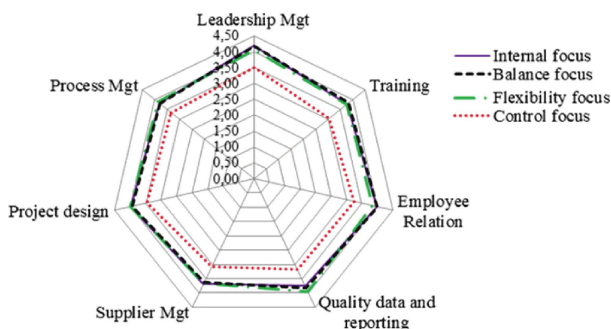 Leadership Mgt
4,50
4,00
3,50
3,00
2,50
2,00
1,50
1,00
0,50
0,00
Process Mgt
Training
Internal focus
Balance focus
Flexibility focus
Control focus
Project design
Employee
Relation
Supplier Mgt
Quality data and
reporting